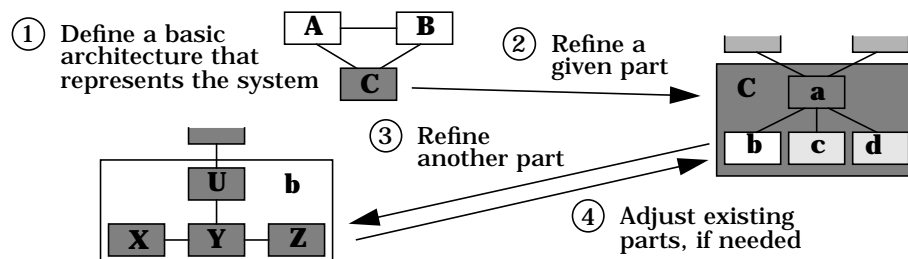 1 Define a basic
architecture that
represents the system
A B
C
2 Refine a
given part
C a
b c d
3 Refine
another part
U b
X Y Z
4 Adjust existing
parts, if needed